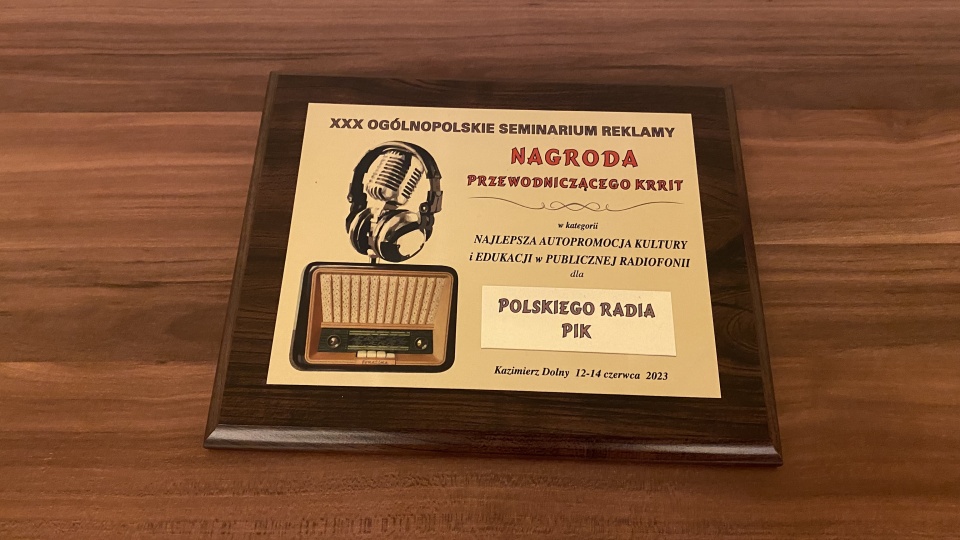 XXX OGÓLNOPOLSKIE SEMINARIUM REKLAMY
NAGRODA
PRZEWODNICZĄCEGO KRRIT
w kategorii
NAJLEPSZA AUTOPROMOCJA KULTURY
i EDUKACJI w PUBLICZNEJ RADIOFONII
dla
POLSKIEGO RADIA
PIK
Kazimierz Dolny 12-14 czerwca 2023